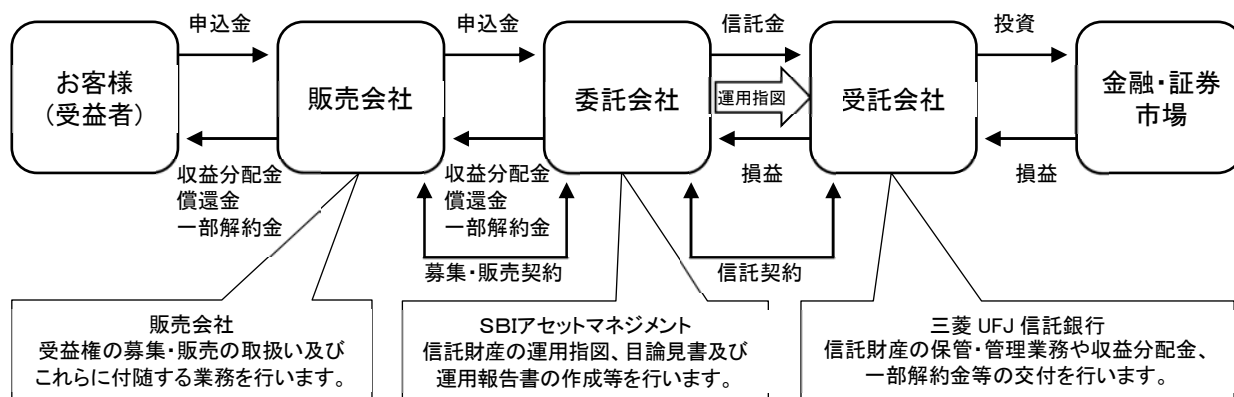 申込金
申込金
信託金
投資
お客様
(受益者)
販売会社
委託会社
運用指図
受託会社
金融・証券
市場
収益分配金
償還金
一部解約金
収益分配金
償還金
一部解約金
損益
損益
募集・販売契約
信託契約
販売会社
受益権の募集・販売の取扱い及び
これらに付随する業務を行います。
SBIアセットマネジメント
信託財産の運用指図、目論見書及び
運用報告書の作成等を行います。
三菱 UFJ 信託銀行
信託財産の保管・管理業務や収益分配金、
一部解約金等の交付を行います。